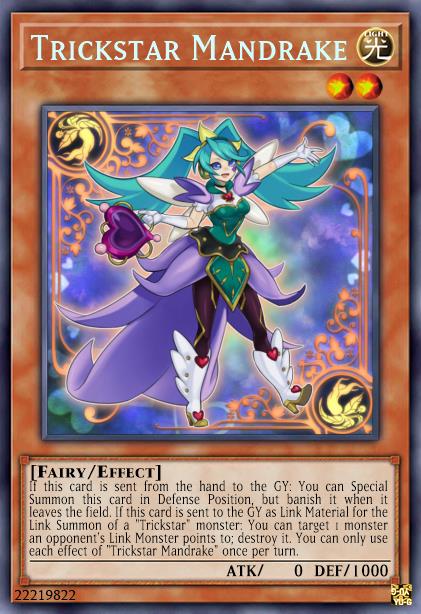 Trickstar Mandrake
LIGHT
光
[Fairy/Effect]
If this card is sent from the hand to the GY: You can Special
Summon this card in Defense Position, but banish it when it
leaves the field. If this card is sent to the GY as Link Material for the
Link Summon of a "Trickstar" monster: You can target 1 monster
an opponent's Link Monster points to; destroy it. You can only use
each effect of "Trickstar Mandrake" once per turn.
ATK/ 0 DEF/1000
22219822